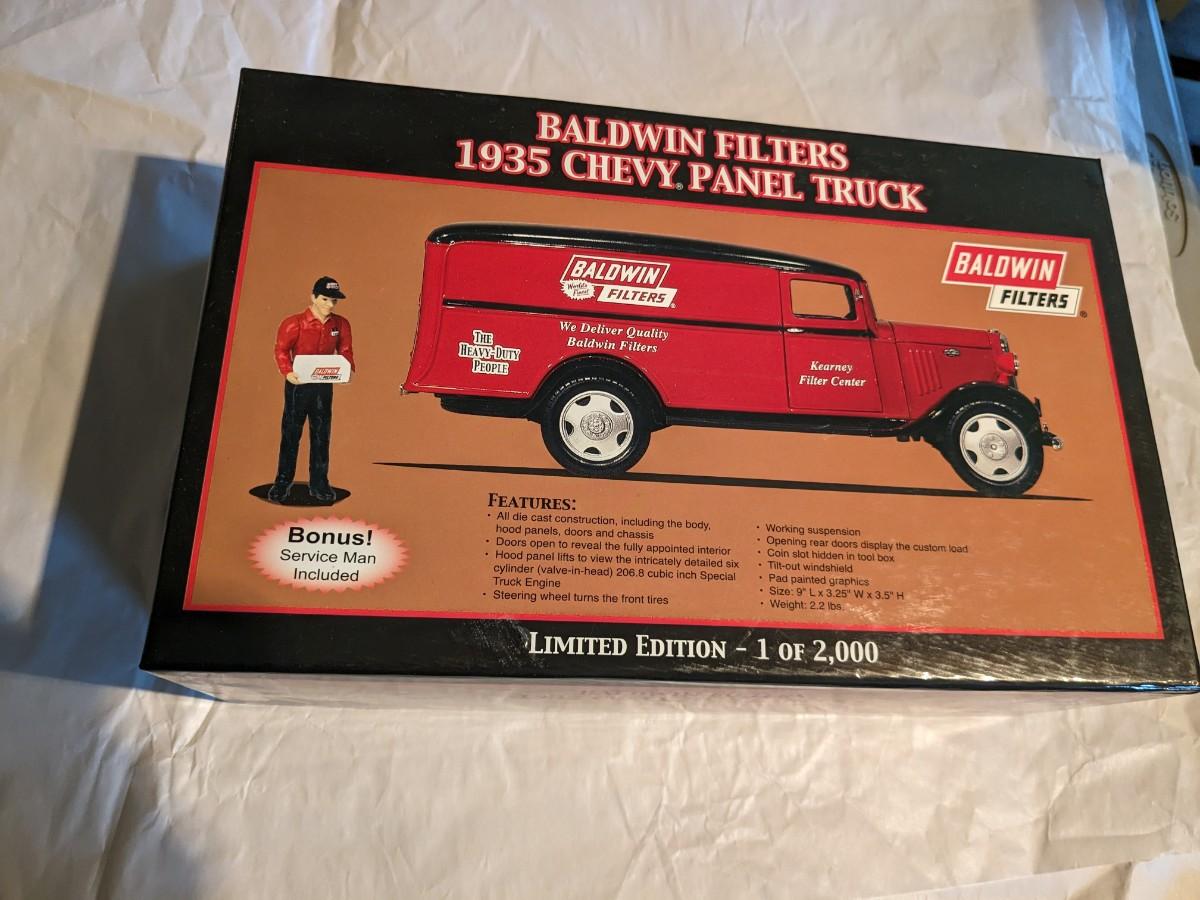 BALDWIN FILTERS
1935 CHEVY® PANEL TRUCK
BALDWIN
World's
Finest
FILTERS®
BALDWIN
FILTERS®
THE
HEAVY-DUTY
PEOPLE
We Deliver Quality
Baldwin Filters
Kearney
Filter Center
BALDWIN
FILTERS
Bonus!
Service Man
Included
FEATURES:
• All die cast construction, including the body,
hood panels, doors and chassis
• Doors open to reveal the fully appointed interior
• Hood panel lifts to view the intricately detailed six
cylinder (valve-in-head) 206.8 cubic inch Special
Truck Engine
• Steering wheel turns the front tires
• Working suspension
• Opening rear doors display the custom load
• Coin slot hidden in tool box
• Tilt-out windshield
• Pad painted graphics
• Size: 9" L x 3.25" W x 3.5" H
• Weight: 2.2 lbs.
LIMITED EDITION – 1 OF 2,000